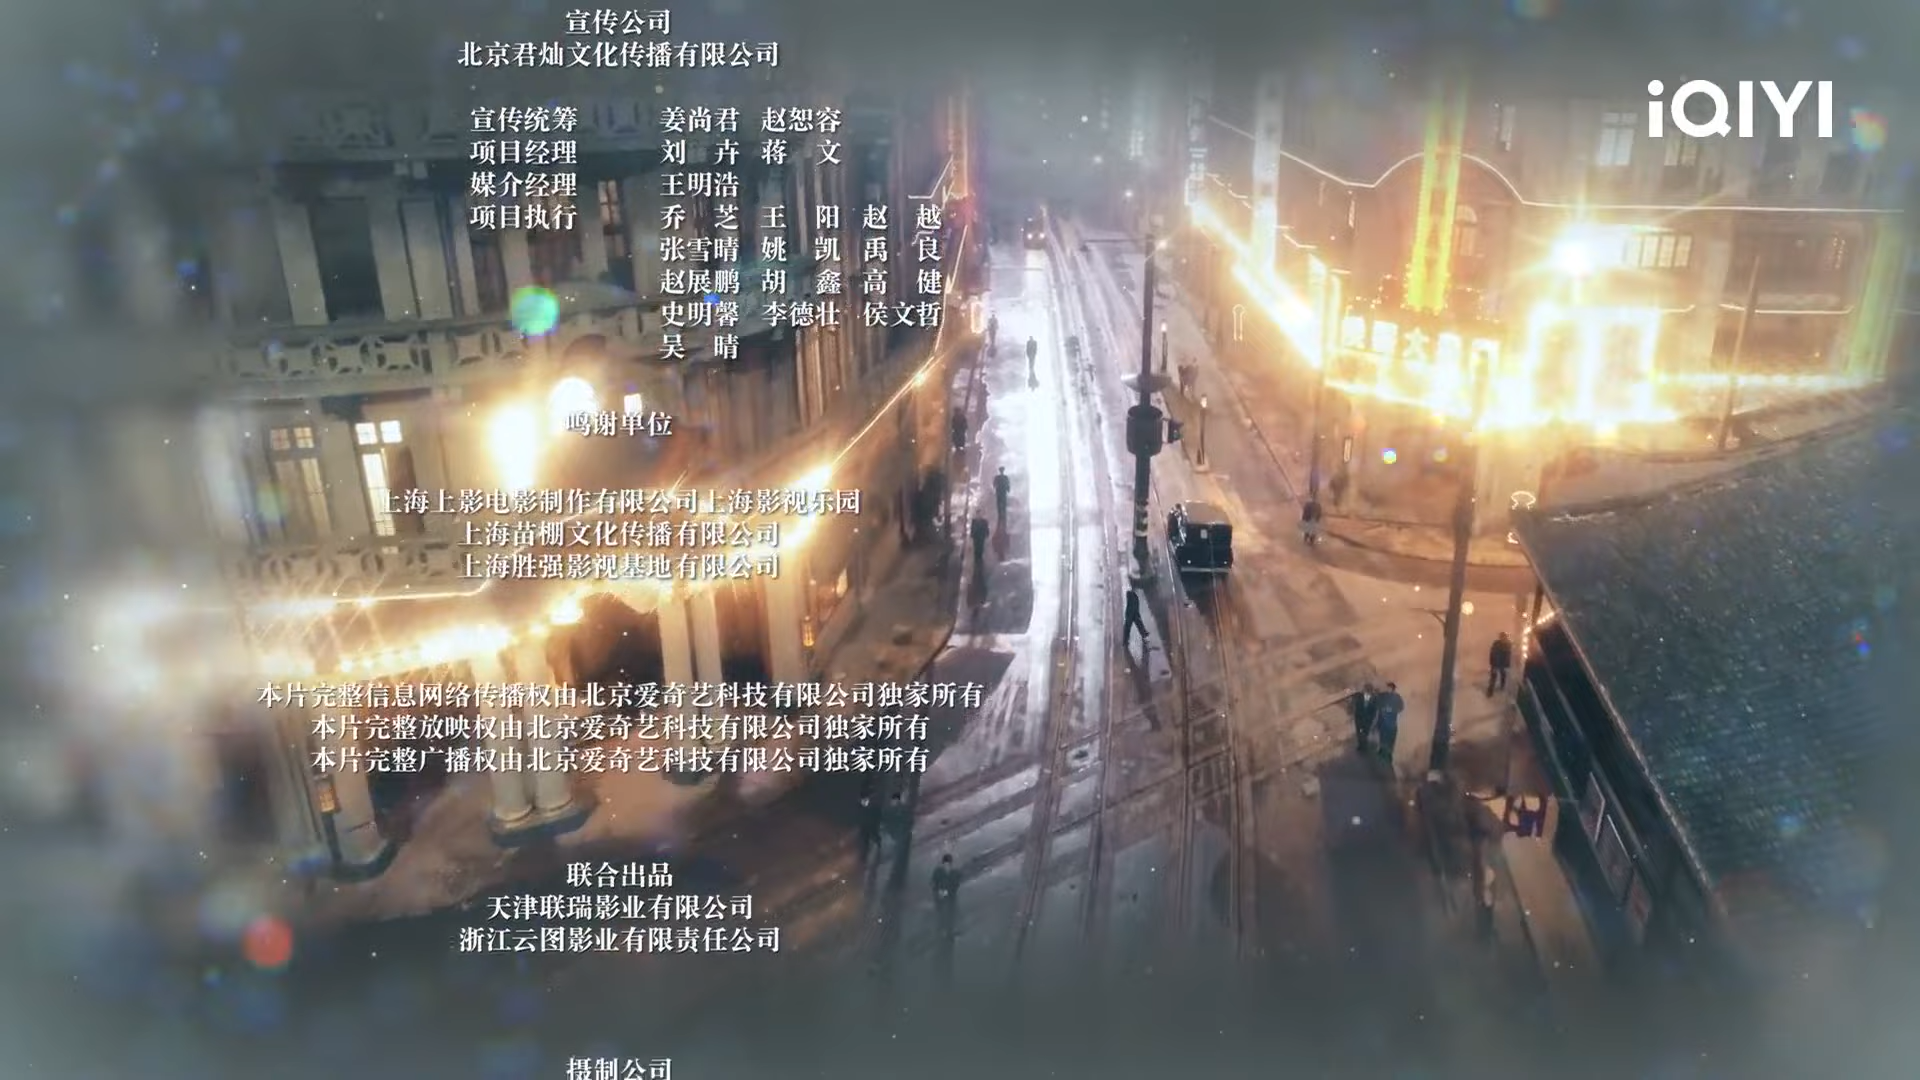 宣传公司
北京君灿文化传播有限公司
iQIYI
宣传统筹 姜尚君 赵恕容
项目经理 刘 卉 蒋 文
媒介经理 王明浩
项目执行 乔 芝 王 阳 赵 越
张雪晴 姚 凯 禹 良
赵展鹏 胡 鑫 高 健
史明馨 李德壮 侯文哲
吴 晴
鸣谢单位
上海上影电影制作有限公司上海影视乐园
上海苗棚文化传播有限公司
上海胜强影视基地有限公司
本片完整信息网络传播权由北京爱奇艺科技有限公司独家所有
本片完整放映权由北京爱奇艺科技有限公司独家所有
本片完整广播权由北京爱奇艺科技有限公司独家所有
联合出品
天津联瑞影业有限公司
浙江云图影业有限责任公司
摄制公司